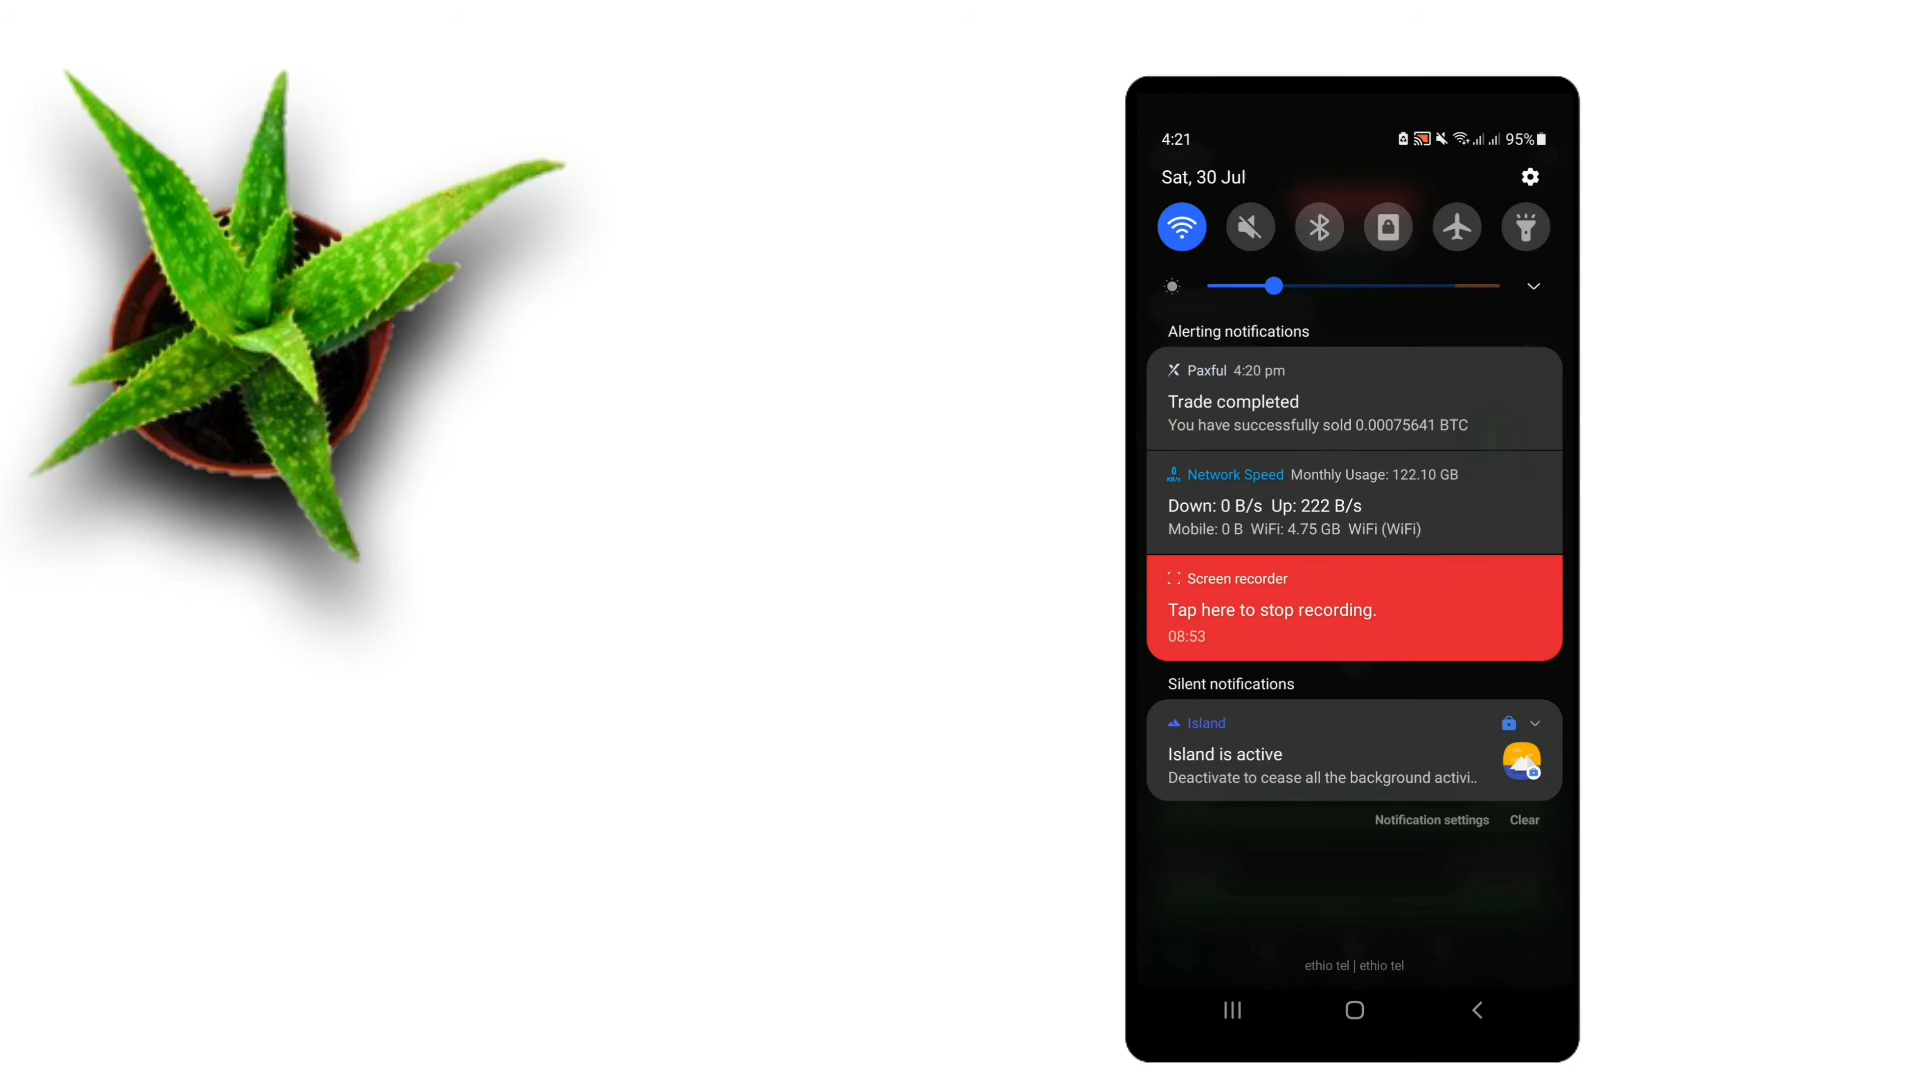 4:21 95%
Sat, 30 Jul
Alerting notifications
Paxful 4:20 pm
Trade completed
You have successfully sold 0.00075641 BTC
0 KB/s Network Speed Monthly Usage: 122.10 GB
Down: 0 B/s Up: 222 B/s
Mobile: 0 B WiFi: 4.75 GB WiFi (WiFi)
Screen recorder
Tap here to stop recording.
08:53
Silent notifications
Island
Island is active
Deactivate to cease all the background activi..
Notification settings Clear
ethio tel | ethio tel